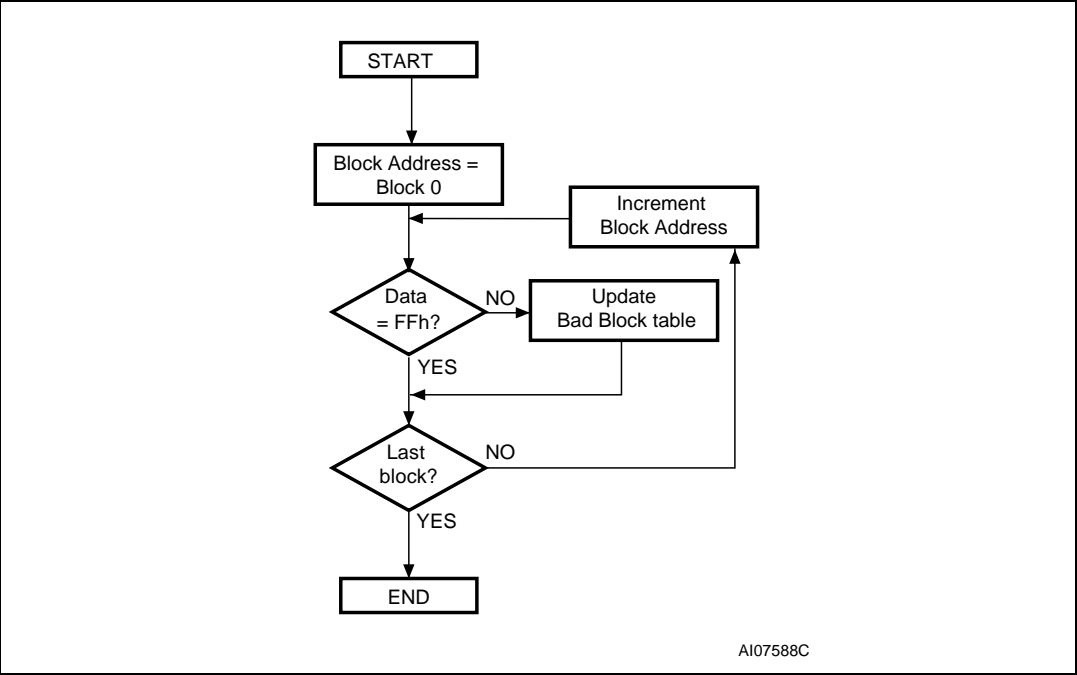 START
Block Address =
Block 0
Increment
Block Address
Data
= FFh?
NO
Update
Bad Block table
YES
Last
block?
NO
YES
END
AI07588C